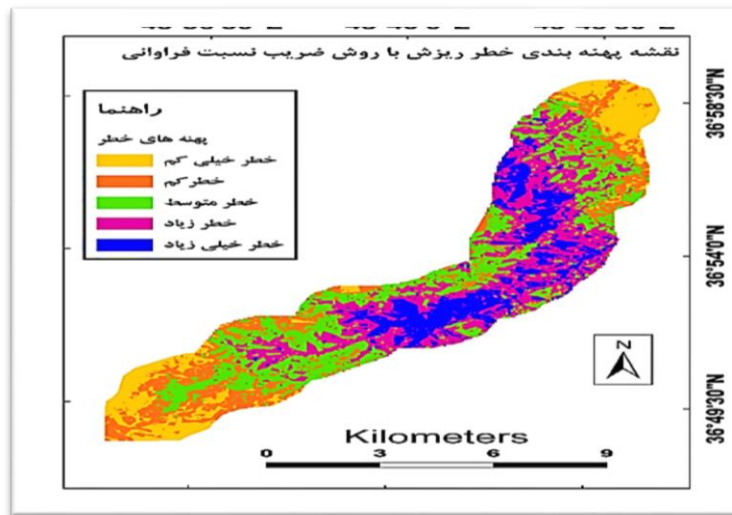 نقشه پهنه بندی خطر ریزش با روش ضریب نسبت فراوانی
راهنما
پهنه های خطر
خطر خیلی کم
خطر کم
خطر متوسط
خطر زیاد
خطر خیلی زیاد
36°58'30"N
36°54'0"N
36°49'30"N
N
Kilometers
0 3 6 9